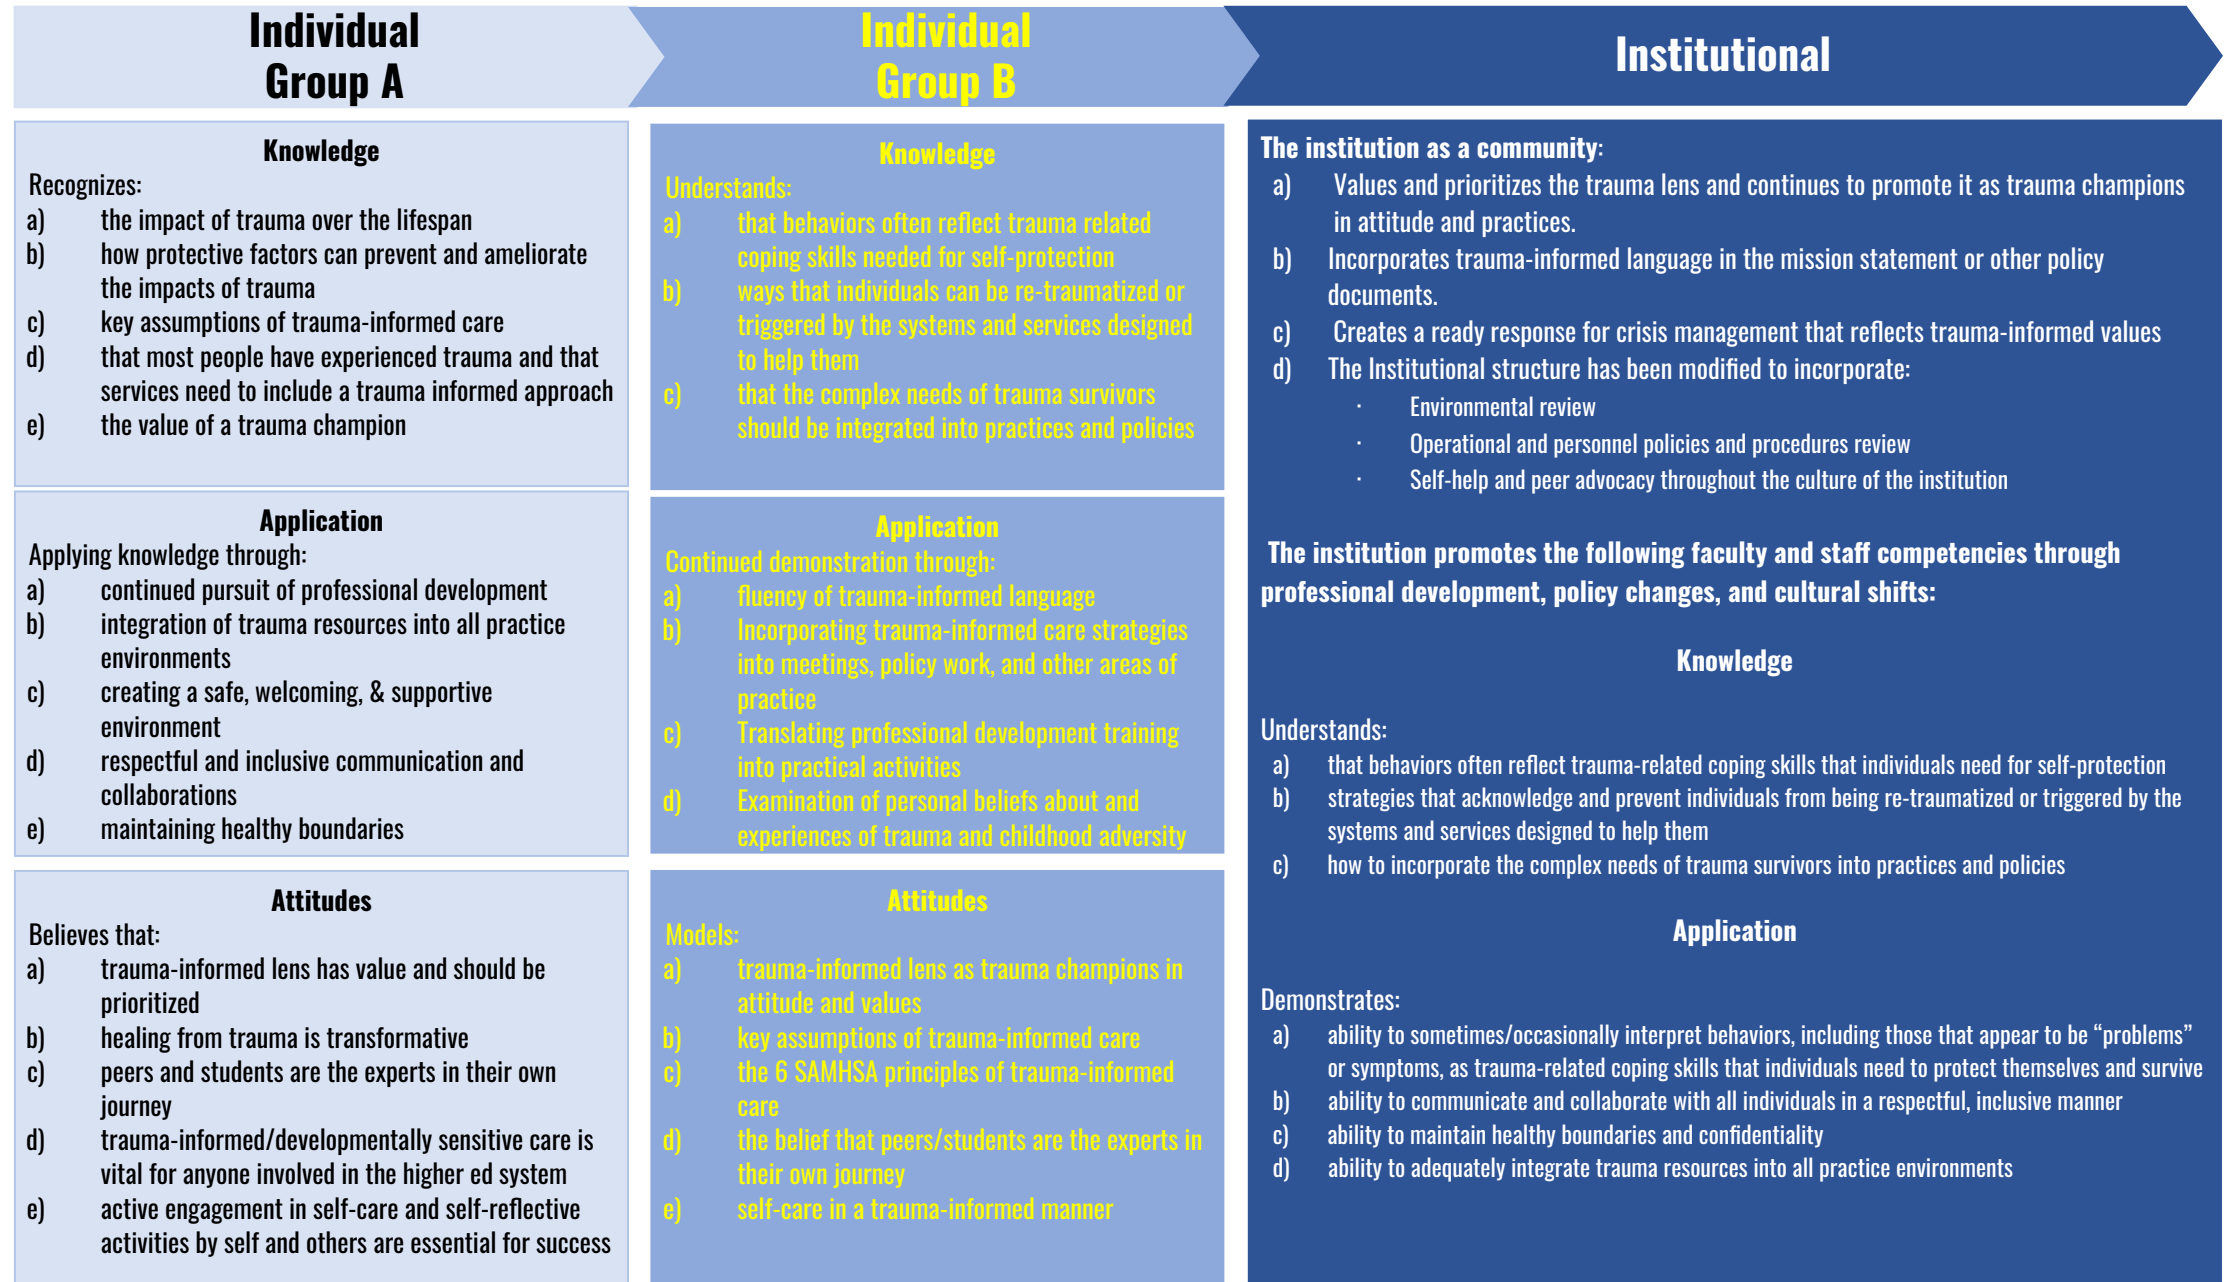 Individual
Group A
Individual
Group B
Institutional
Knowledge
Recognizes:
a) the impact of trauma over the lifespan
b) how protective factors can prevent and ameliorate
the impacts of trauma
c) key assumptions of trauma-informed care
d) that most people have experienced trauma and that
services need to include a trauma informed approach
e) the value of a trauma champion
Application
Applying knowledge through:
a) continued pursuit of professional development
b) integration of trauma resources into all practice
environments
c) creating a safe, welcoming, & supportive
environment
d) respectful and inclusive communication and
collaborations
e) maintaining healthy boundaries
Attitudes
Believes that:
a) trauma-informed lens has value and should be
prioritized
b) healing from trauma is transformative
c) peers and students are the experts in their own
journey
d) trauma-informed/developmentally sensitive care is
vital for anyone involved in the higher ed system
e) active engagement in self-care and self-reflective
activities by self and others are essential for success
Knowledge
Understands:
a) that behaviors often reflect trauma related
coping skills needed for self-protection
b) ways that individuals can be re-traumatized or
triggered by the systems and services designed
to help them
c) that the complex needs of trauma survivors
should be integrated into practices and policies
Application
Continued demonstration through:
a) fluency of trauma-informed language
b) Incorporating trauma-informed care strategies
into meetings, policy work, and other areas of
practice
c) Translating professional development training
into practical activities
d) Examination of personal beliefs about and
experiences of trauma and childhood adversity
Attitudes
Models:
a) trauma-informed lens as trauma champions in
attitude and values
b) key assumptions of trauma-informed care
c) the 6 SAMHSA principles of trauma-informed
care
d) the belief that peers/students are the experts in
their own journey
e) self-care in a trauma-informed manner
The institution as a community:
a) Values and prioritizes the trauma lens and continues to promote it as trauma champions
in attitude and practices.
b) Incorporates trauma-informed language in the mission statement or other policy
documents.
c) Creates a ready response for crisis management that reflects trauma-informed values
d) The Institutional structure has been modified to incorporate:
· Environmental review
· Operational and personnel policies and procedures review
· Self-help and peer advocacy throughout the culture of the institution
The institution promotes the following faculty and staff competencies through
professional development, policy changes, and cultural shifts:
Knowledge
Understands:
a) that behaviors often reflect trauma-related coping skills that individuals need for self-protection
b) strategies that acknowledge and prevent individuals from being re-traumatized or triggered by the
systems and services designed to help them
c) how to incorporate the complex needs of trauma survivors into practices and policies
Application
Demonstrates:
a) ability to sometimes/occasionally interpret behaviors, including those that appear to be “problems”
or symptoms, as trauma-related coping skills that individuals need to protect themselves and survive
b) ability to communicate and collaborate with all individuals in a respectful, inclusive manner
c) ability to maintain healthy boundaries and confidentiality
d) ability to adequately integrate trauma resources into all practice environments